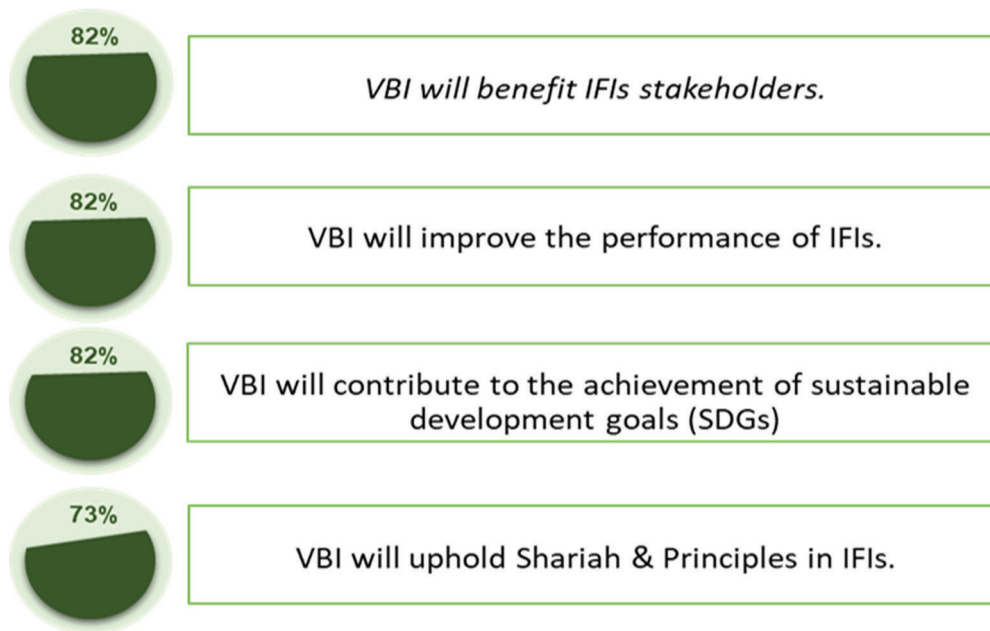 82%
VBI will benefit IFIs stakeholders.
82%
VBI will improve the performance of IFIs.
82%
VBI will contribute to the achievement of sustainable
development goals (SDGs)
73%
VBI will uphold Shariah & Principles in IFIs.